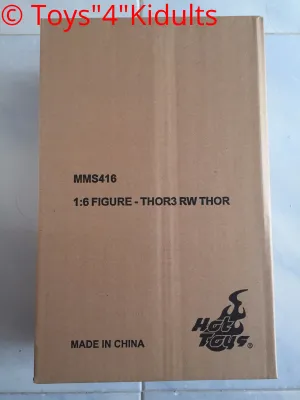 © Toys"4"Kidults
MMS416
1:6 FIGURE - THOR3 RW THOR
Hot
Toys®
MADE IN CHINA